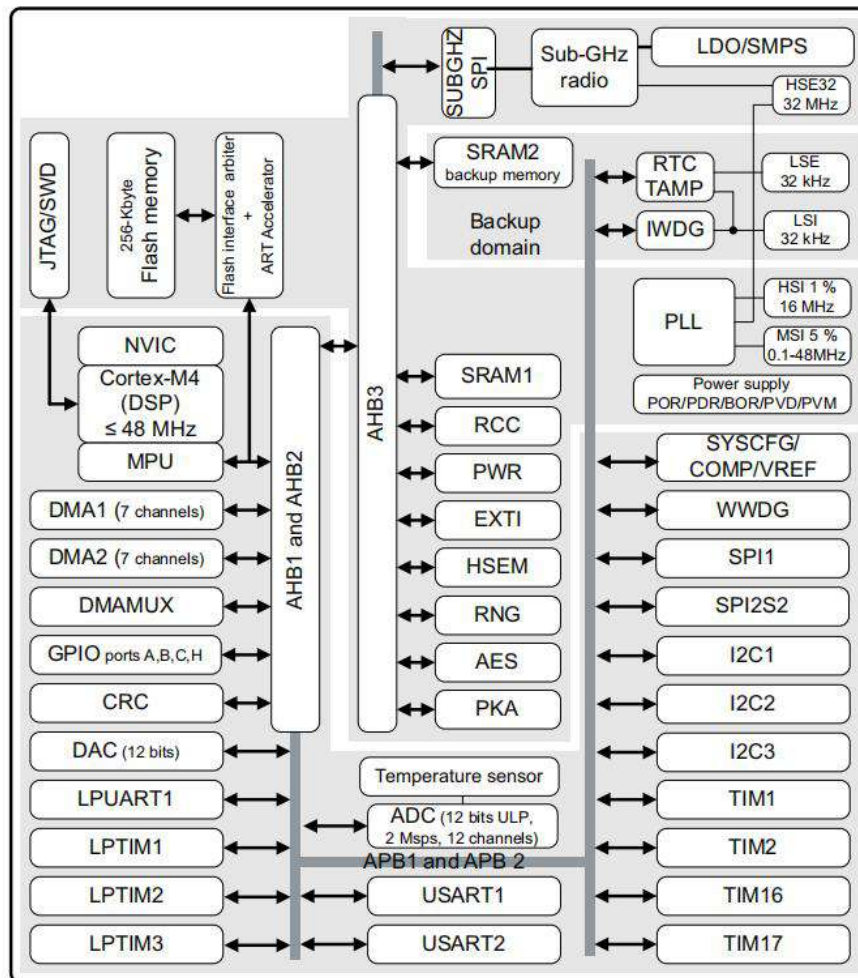 SUBGHZ
SPI
Sub-GHz
radio
LDO/SMPS
HSE32
32 MHz
JTAG/SWD
256-Kbyte
Flash memory
Flash interface arbiter
+
ART Accelerator
SRAM2
backup memory
RTC
TAMP
LSE
32 kHz
Backup
domain
IWDG
LSI
32 kHz
PLL
HSI 1 %
16 MHz
MSI 5 %
0.1-48MHz
Power supply
POR/PDR/BOR/PVD/PVM
NVIC
Cortex-M4
(DSP)
≤ 48 MHz
MPU
AHB1 and AHB2
AHB3
SRAM1
RCC
PWR
EXTI
HSEM
RNG
AES
PKA
DMA1 (7 channels)
DMA2 (7 channels)
DMAMUX
GPIO ports A,B,C,H
CRC
DAC (12 bits)
LPUART1
LPTIM1
LPTIM2
LPTIM3
Temperature sensor
ADC (12 bits ULP,
2 Msps, 12 channels)
APB1 and APB 2
USART1
USART2
SYSCFG/
COMP/VREF
WWDG
SPI1
SPI2S2
I2C1
I2C2
I2C3
TIM1
TIM2
TIM16
TIM17